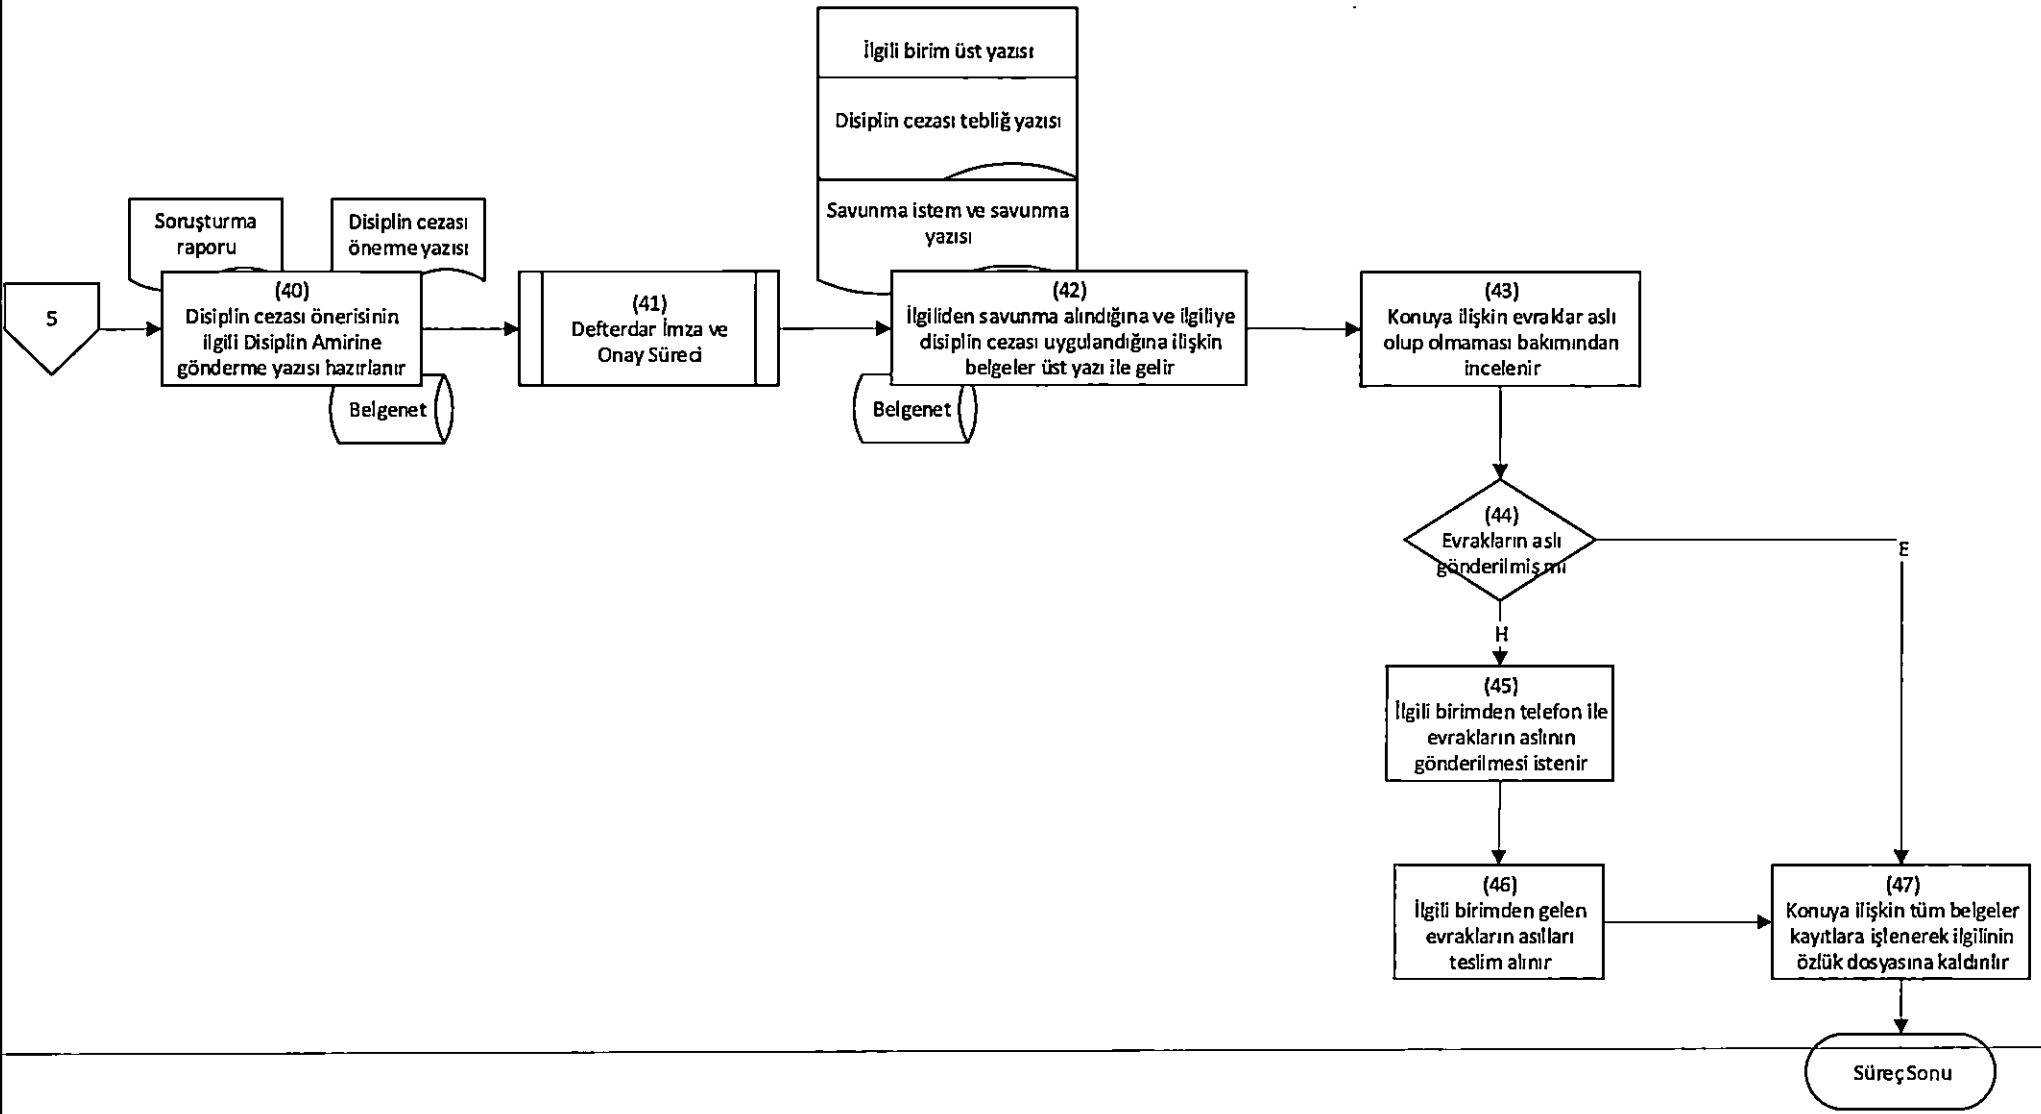 İlgili birim üst yazısı
Disiplin cezası tebliğ yazısı
Savunma istem ve savunma
yazısı
Soruşturma
raporu
Disiplin cezası
önerme yazısı
5
(40)
Disiplin cezası önerisinin
ilgili Disiplin Amirine
gönderme yazısı hazırlanır
Belgenet
(41)
Defterdar İmza ve
Onay Süreci
(42)
İlgiliden savunma alındığına ve ilgiliye
disiplin cezası uygulandığına ilişkin
belgeler üst yazı ile gelir
Belgenet
(43)
Konuya ilişkin evraklar aslı
olup olmaması bakımından
incelenir
(44)
Evrakların aslı
gönderilmiş mi
E
H
(45)
İlgili birimden telefon ile
evrakların aslının
gönderilmesi istenir
(46)
İlgili birimden gelen
evrakların asılları
teslim alınır
(47)
Konuya ilişkin tüm belgeler
kayıtlara işlenerek ilgilinin
özlük dosyasına kaldırılır
Süreç Sonu